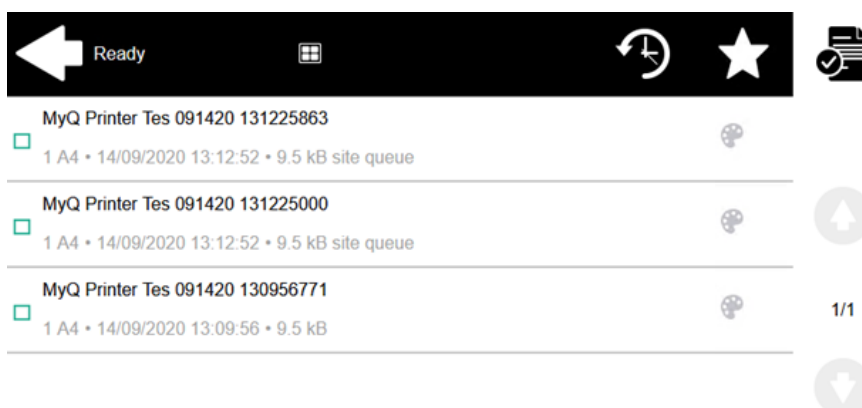 Ready
MyQ Printer Tes 091420 131225863
1 A4 • 14/09/2020 13:12:52 • 9.5 kB site queue
MyQ Printer Tes 091420 131225000
1 A4 • 14/09/2020 13:12:52 • 9.5 kB site queue
MyQ Printer Tes 091420 130956771
1 A4 • 14/09/2020 13:09:56 • 9.5 kB
1/1